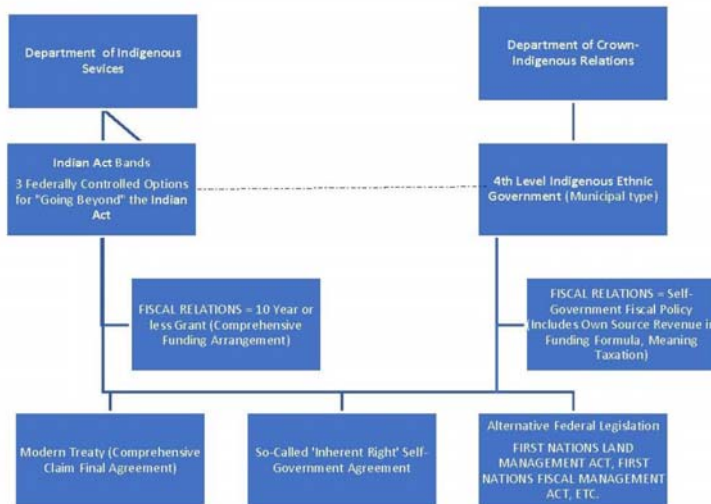 Department of Indigenous
Sevices
Department of Crown-
Indigenous Relations
Indian Act Bands
3 Federally Controlled Options
for "Going Beyond" the Indian
Act
4th Level Indigenous Ethnic
Government (Municipal type)
FISCAL RELATIONS = 10 Year or
less Grant (Comprehensive
Funding Arrangement)
FISCAL RELATIONS = Self-
Government Fiscal Policy
(Includes Own Source Revenue in
Funding Formula, Meaning
Taxation)
Modern Treaty (Comprehensive
Claim Final Agreement)
So-Called 'Inherent Right' Self-
Government Agreement
Alternative Federal Legislation
FIRST NATIONS LAND
MANAGEMENT ACT, FIRST
NATIONS FISCAL MANAGEMENT
ACT, ETC.